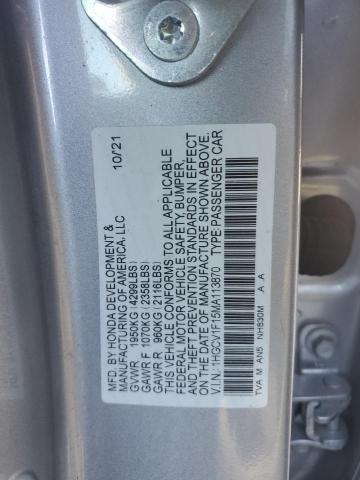 MFD. BY HONDA DEVELOPMENT & 10/21
MANUFACTURING OF AMERICA, LLC
GVWR 1950KG (4299LBS)
GAWR F 1070KG (2358LBS)
GAWR R 960KG (2116LBS)
THIS VEHICLE CONFORMS TO ALL APPLICABLE
FEDERAL MOTOR VEHICLE SAFETY, BUMPER,
AND THEFT PREVENTION STANDARDS IN EFFECT
ON THE DATE OF MANUFACTURE SHOWN ABOVE.
V.I.N. 1HGCV1F15MA113870 TYPE:PASSENGER CAR
TVA M AN5 NH830M A .A